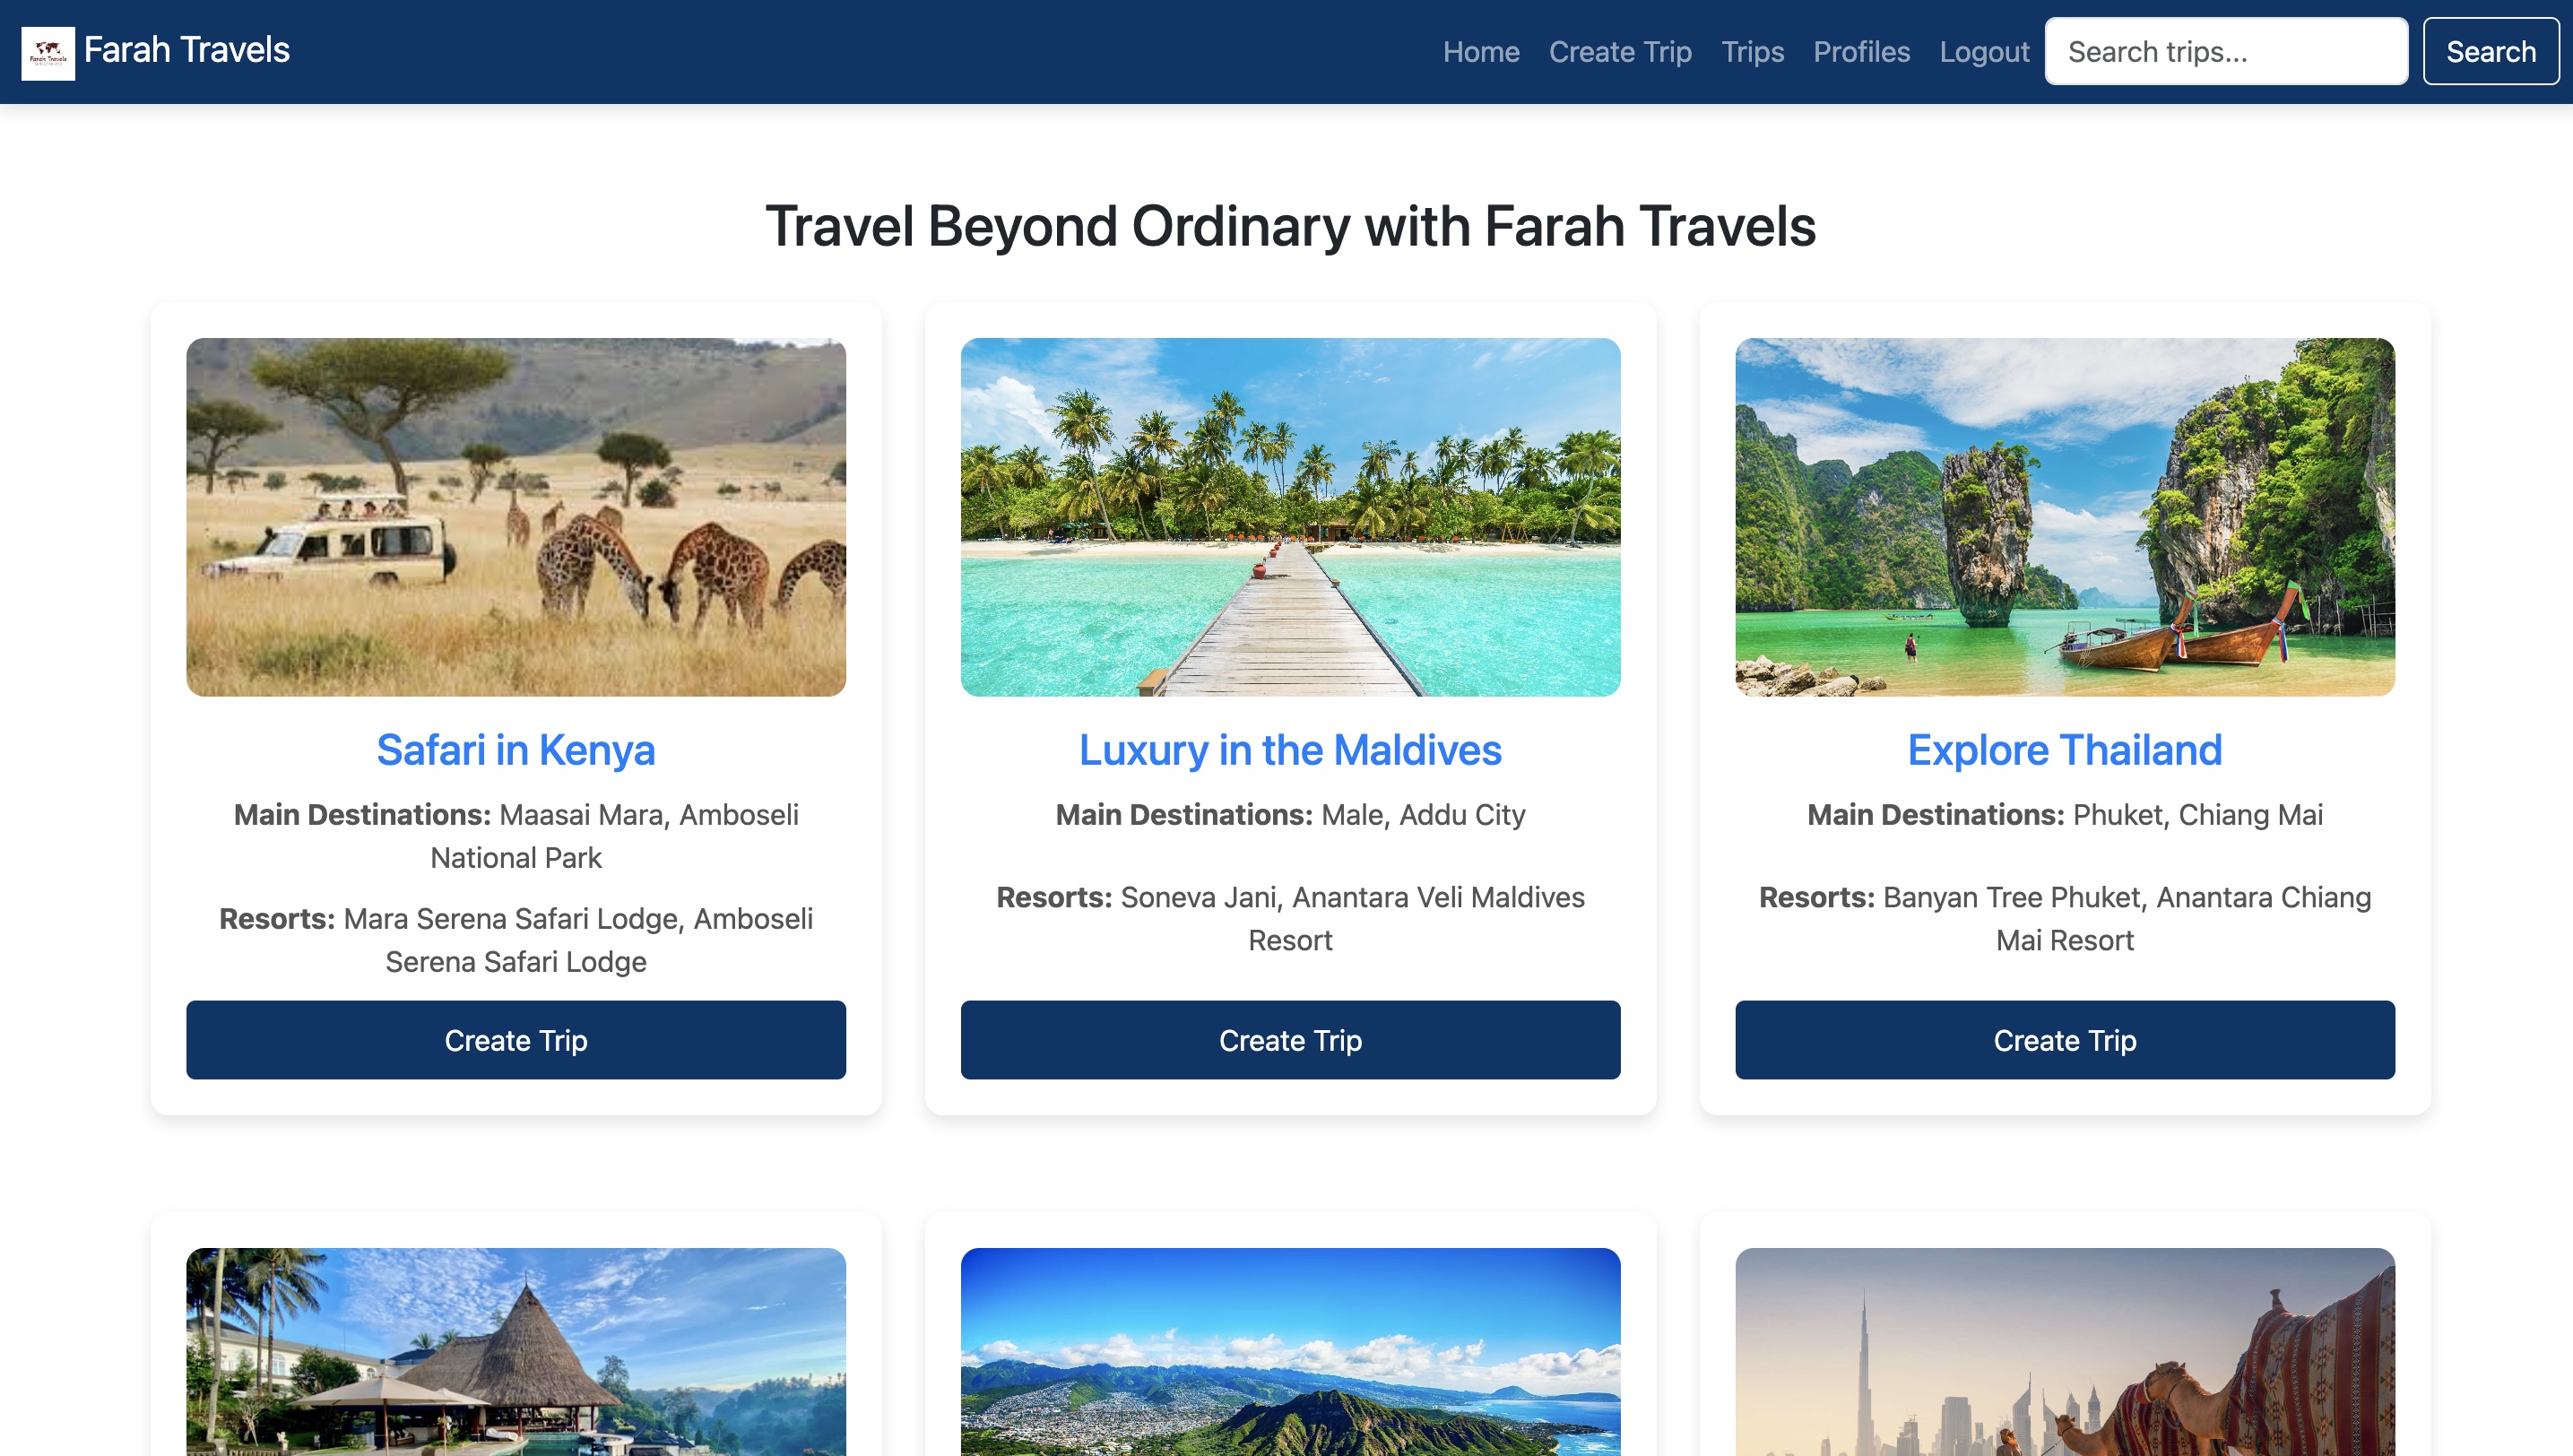 Farah Travels
Farah Travels
Home Create Trip Trips Profiles Logout Search trips... Search
Travel Beyond Ordinary with Farah Travels
Safari in Kenya
Main Destinations: Maasai Mara, Amboseli
National Park
Resorts: Mara Serena Safari Lodge, Amboseli
Serena Safari Lodge
Create Trip
Luxury in the Maldives
Main Destinations: Male, Addu City
Resorts: Soneva Jani, Anantara Veli Maldives
Resort
Create Trip
Explore Thailand
Main Destinations: Phuket, Chiang Mai
Resorts: Banyan Tree Phuket, Anantara Chiang
Mai Resort
Create Trip